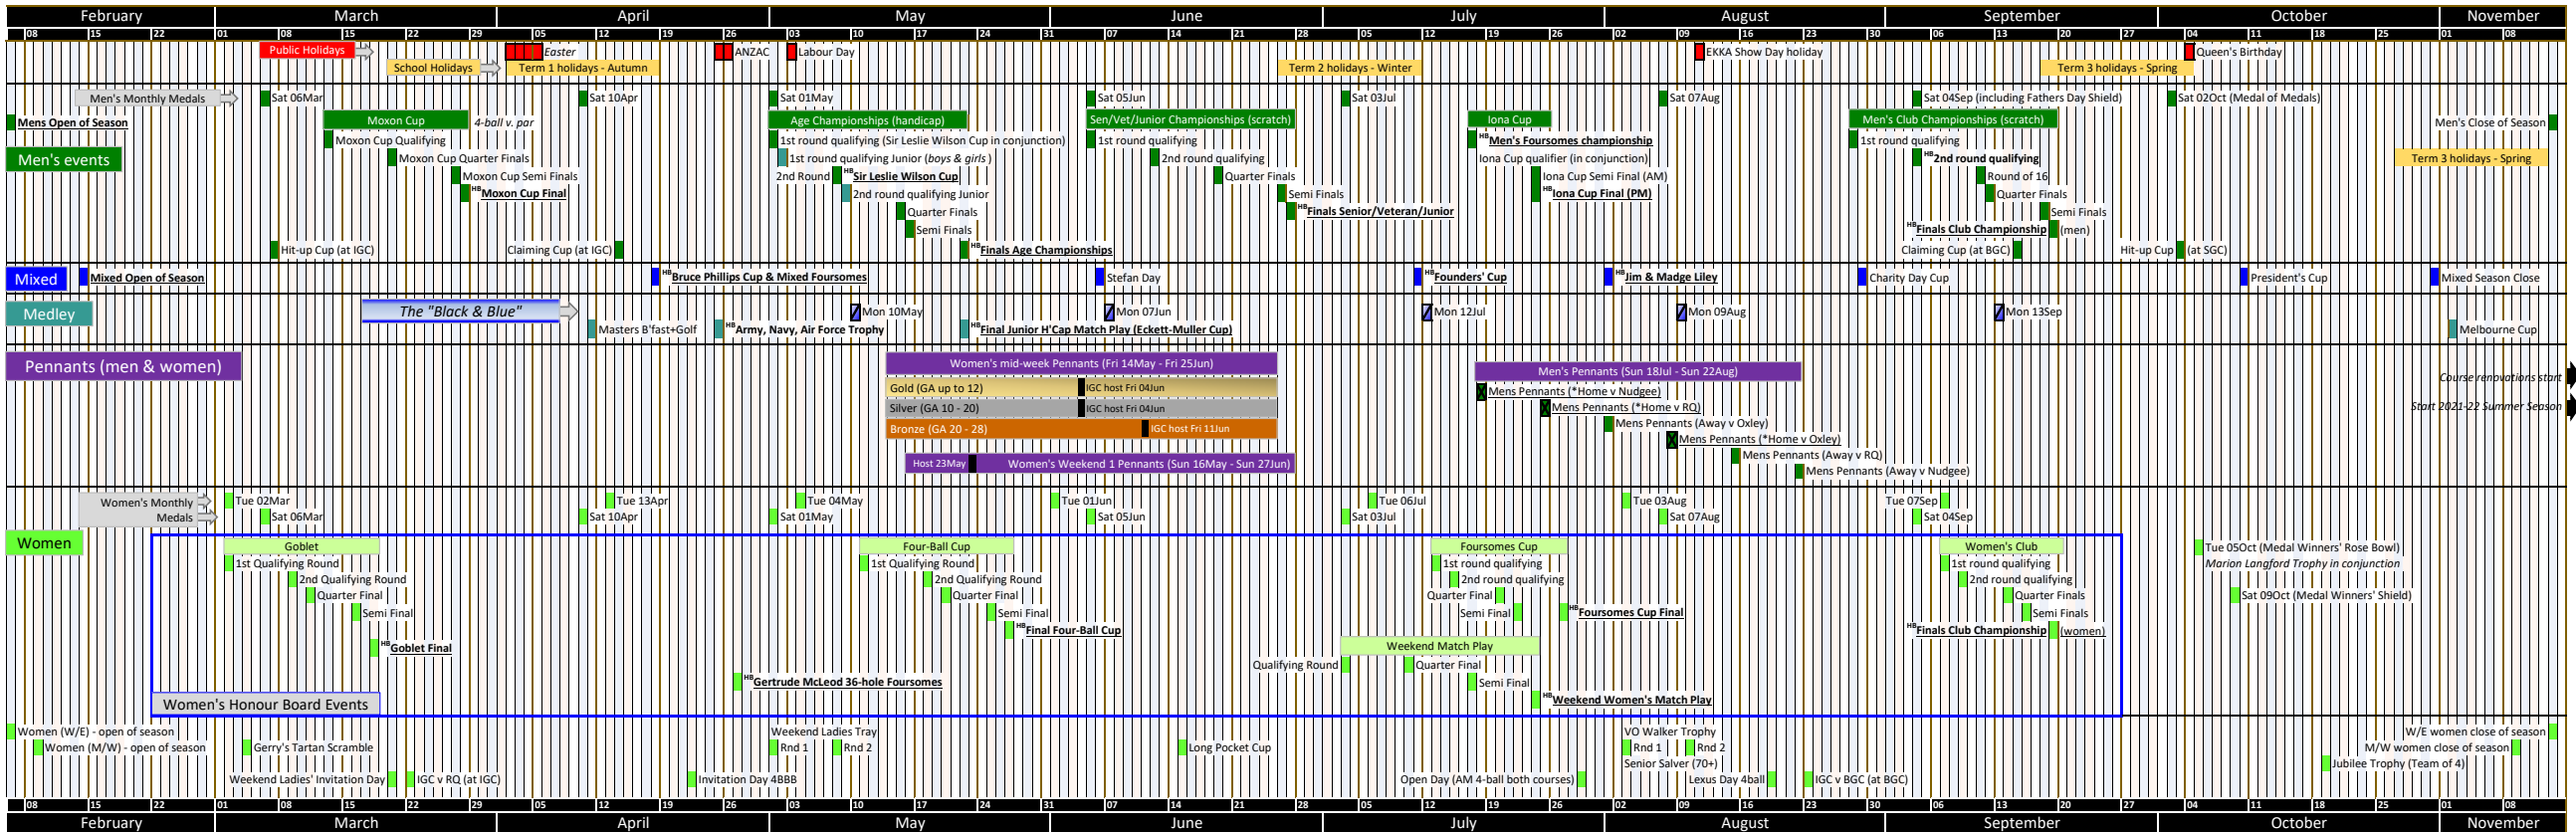 February March April May June July August September October November
08 15 22 01 08 15 22 29 05 12 19 26 03 10 17 24 31 07 14 21 28 05 12 19 26 02 09 16 23 30 06 13 20 27 04 11 18 25 01 08
Public Holidays Easter ANZAC Labour Day EKKA Show Day holiday Queen's Birthday
School Holidays Term 1 holidays - Autumn Term 2 holidays - Winter Term 3 holidays - Spring
Men's Monthly Medals Sat 06Mar Sat 10Apr Sat 01May Sat 05Jun Sat 03Jul Sat 07Aug Sat 04Sep (including Fathers Day Shield) Sat 02Oct (Medal of Medals)
Mens Open of Season Moxon Cup 4-ball v. par Age Championships (handicap) Sen/Vet/Junior Championships (scratch) Iona Cup Men's Club Championships (scratch) Men's Close of Season
Moxon Cup Qualifying 1st round qualifying (Sir Leslie Wilson Cup in conjunction) 1st round qualifying HB Men's Foursomes championship 1st round qualifying
Men's events Moxon Cup Quarter Finals 1st round qualifying Junior (boys & girls) 2nd round qualifying Iona Cup qualifier (in conjunction) HB 2nd round qualifying Term 3 holidays - Spring
Moxon Cup Semi Finals 2nd Round HB Sir Leslie Wilson Cup Quarter Finals Iona Cup Semi Final (AM) Round of 16
HB Moxon Cup Final 2nd round qualifying Junior Semi Finals HB Iona Cup Final (PM) Quarter Finals
Quarter Finals HB Finals Senior/Veteran/Junior Semi Finals
Semi Finals HB Finals Club Championship (men)
Hit-up Cup (at IGC) Claiming Cup (at IGC) HB Finals Age Championships Claiming Cup (at BGC) Hit-up Cup (at SGC)
Mixed Mixed Open of Season HB Bruce Phillips Cup & Mixed Foursomes Stefan Day HB Founders' Cup HB Jim & Madge Liley Charity Day Cup President's Cup Mixed Season Close
Medley The "Black & Blue" Mon 10May Mon 07Jun Mon 12Jul Mon 09Aug Mon 13Sep
Masters B'fast+Golf HB Army, Navy, Air Force Trophy HB Final Junior H'Cap Match Play (Eckett-Muller Cup) Melbourne Cup
Pennants (men & women) Women's mid-week Pennants (Fri 14May - Fri 25Jun) Men's Pennants (Sun 18Jul - Sun 22Aug)
Course renovations start
Gold (GA up to 12) IGC host Fri 04Jun Mens Pennants (*Home v Nudgee)
Silver (GA 10 - 20) IGC host Fri 04Jun Mens Pennants (*Home v RQ) Start 2021-22 Summer Season
Bronze (GA 20 - 28) IGC host Fri 11Jun Mens Pennants (Away v Oxley)
Mens Pennants (*Home v Oxley)
Host 23May Women's Weekend 1 Pennants (Sun 16May - Sun 27Jun) Mens Pennants (Away v RQ)
Mens Pennants (Away v Nudgee)
Women's Monthly Tue 02Mar Tue 13Apr Tue 04May Tue 01Jun Tue 06Jul Tue 03Aug Tue 07Sep
Medals Sat 06Mar Sat 10Apr Sat 01May Sat 05Jun Sat 03Jul Sat 07Aug Sat 04Sep
Women Goblet Four-Ball Cup Foursomes Cup Women's Club Tue 05Oct (Medal Winners' Rose Bowl)
1st Qualifying Round 1st Qualifying Round 1st round qualifying 1st round qualifying Marion Langford Trophy in conjunction
2nd Qualifying Round 2nd Qualifying Round 2nd round qualifying 2nd round qualifying
Quarter Final Quarter Final Quarter Final Quarter Finals Sat 09Oct (Medal Winners' Shield)
Semi Final Semi Final Semi Final HB Foursomes Cup Final Semi Finals
HB Final Four-Ball Cup HB Finals Club Championship (women)
HB Goblet Final Weekend Match Play
Qualifying Round Quarter Final
HB Gertrude McLeod 36-hole Foursomes Semi Final
Women's Honour Board Events HB Weekend Women's Match Play
Women (W/E) - open of season Weekend Ladies Tray VO Walker Trophy W/E women close of season
Women (M/W) - open of season Gerry's Tartan Scramble Rnd 1 Rnd 2 Long Pocket Cup Rnd 1 Rnd 2 M/W women close of season
Senior Salver (70+) Jubilee Trophy (Team of 4)
Weekend Ladies' Invitation Day IGC v RQ (at IGC) Invitation Day 4BBB Open Day (AM 4-ball both courses) Lexus Day 4ball IGC v BGC (at BGC)
08 15 22 01 08 15 22 29 05 12 19 26 03 10 17 24 31 07 14 21 28 05 12 19 26 02 09 16 23 30 06 13 20 27 04 11 18 25 01 08
February March April May June July August September October November